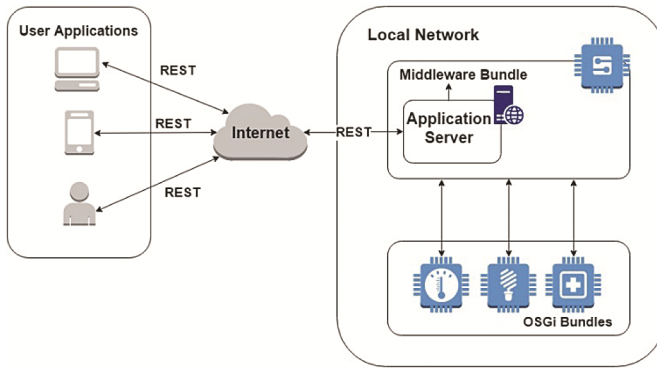 User Applications
REST
REST
REST
Internet
REST
Local Network
Middleware Bundle
Application
Server
OSGi Bundles